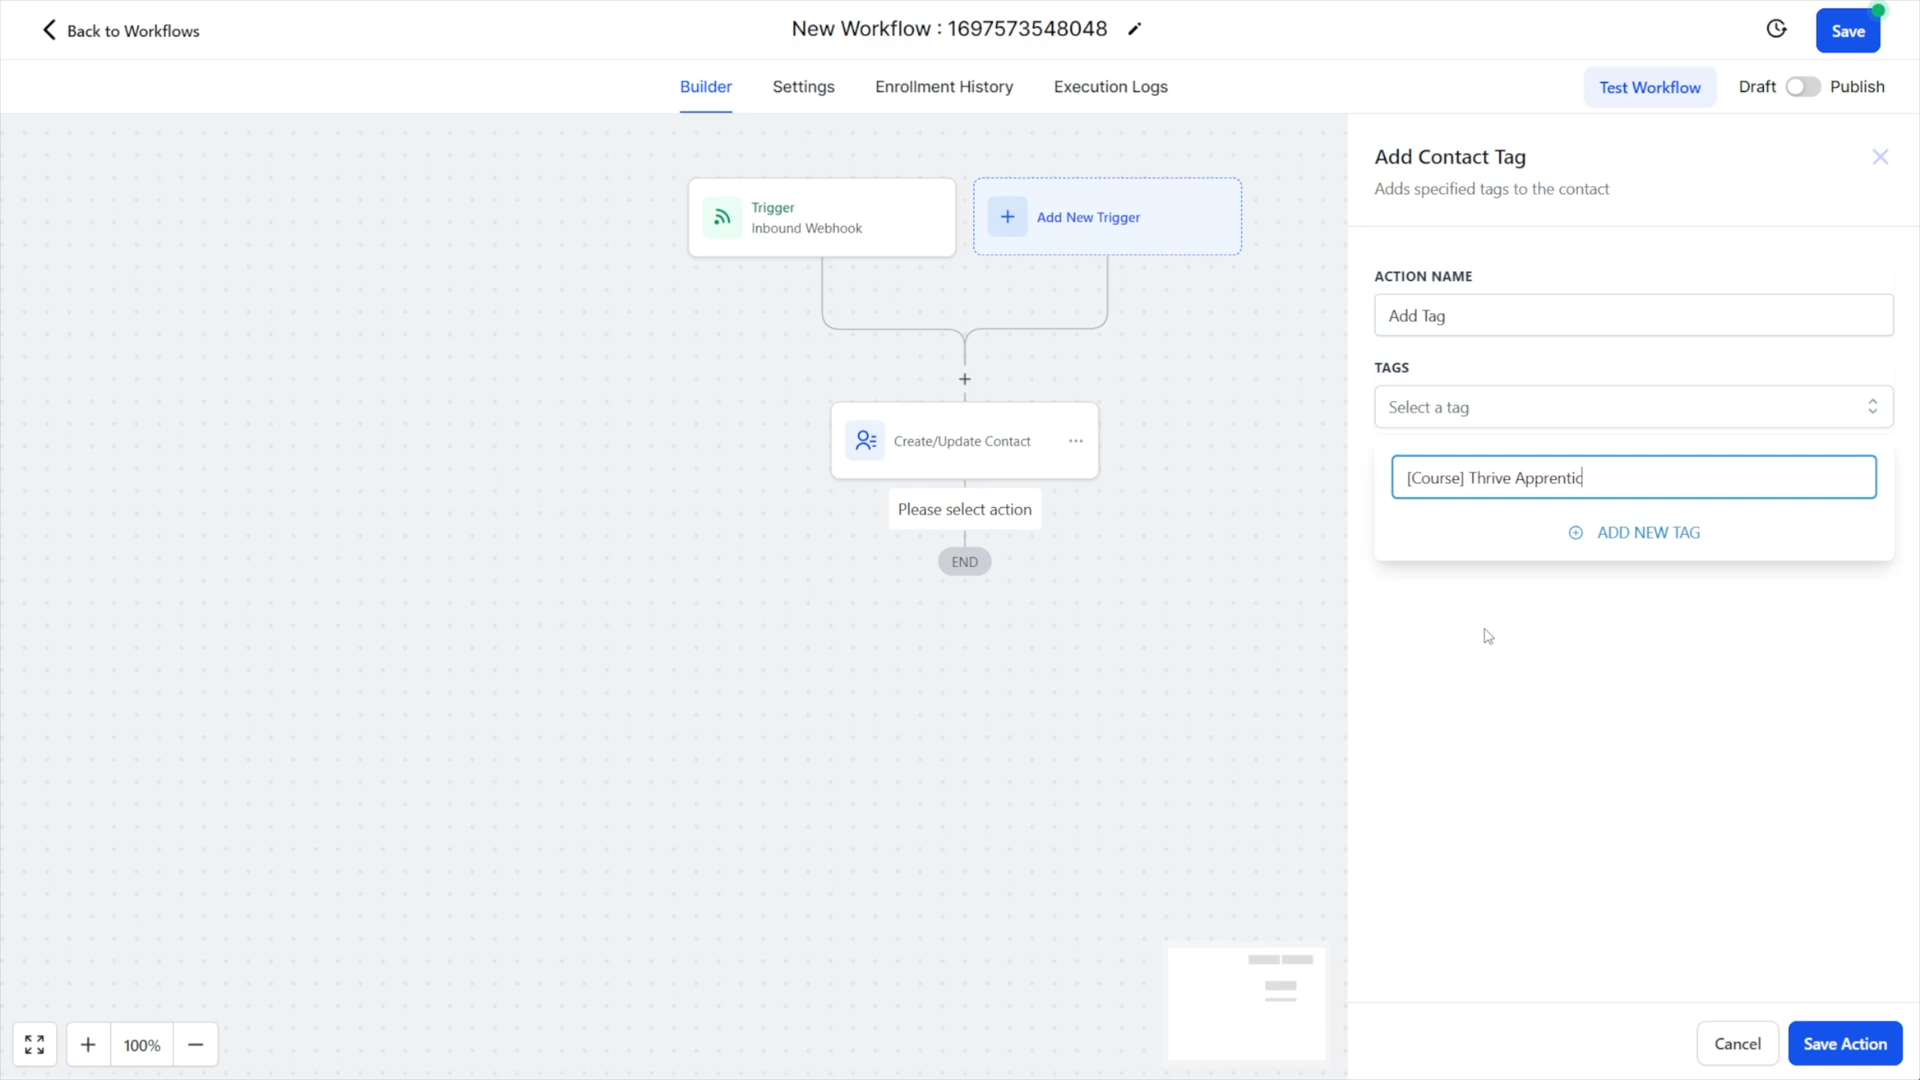 Back to Workflows
New Workflow : 1697573548048
Save
Builder
Settings
Enrollment History
Execution Logs
Test Workflow
Draft
Publish
Trigger
Inbound Webhook
Add New Trigger
Create/Update Contact
Please select action
END
100%
Add Contact Tag
Adds specified tags to the contact
ACTION NAME
Add Tag
TAGS
Select a tag
[Course] Thrive Apprentic
ADD NEW TAG
Cancel
Save Action